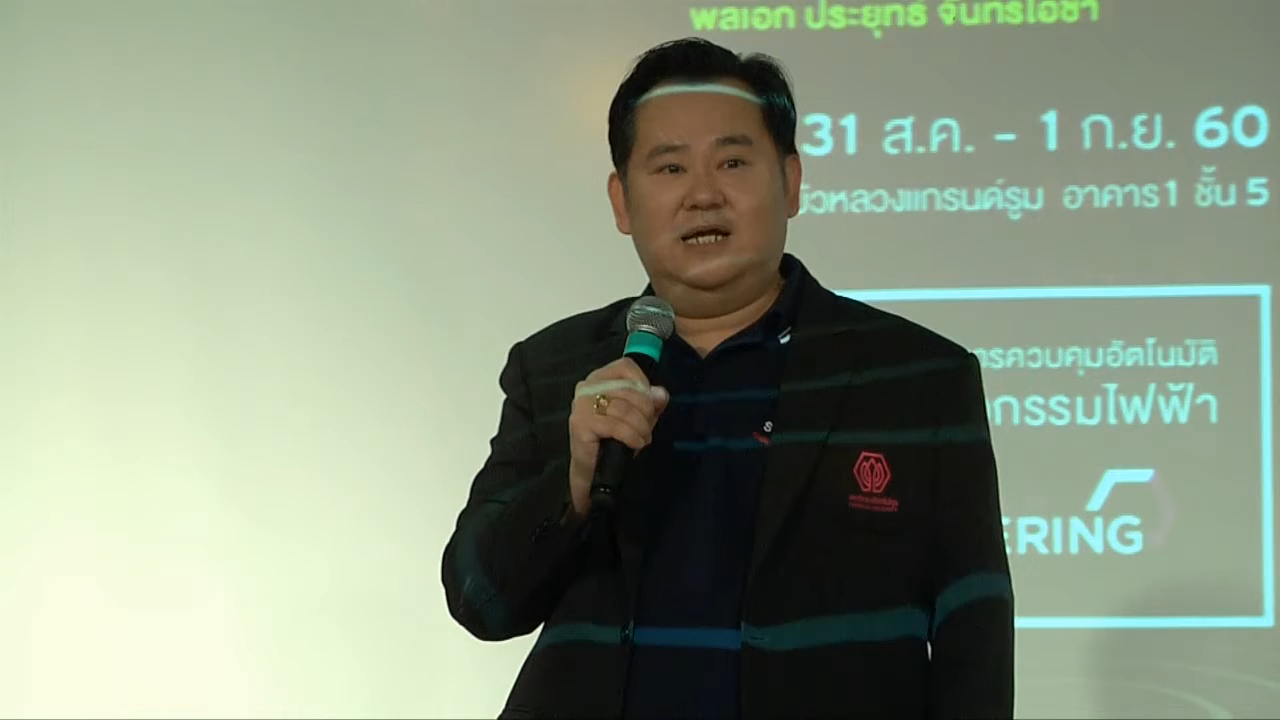 พลเอก ประยุทธ์ จันทร์โอชา
31 ส.ค. - 1 ก.ย. 60
บัวหลวงแกรนด์รูม อาคาร 1 ชั้น 5
ควบคุมอัตโนมัติ
กรรมไฟฟ้า
ERING